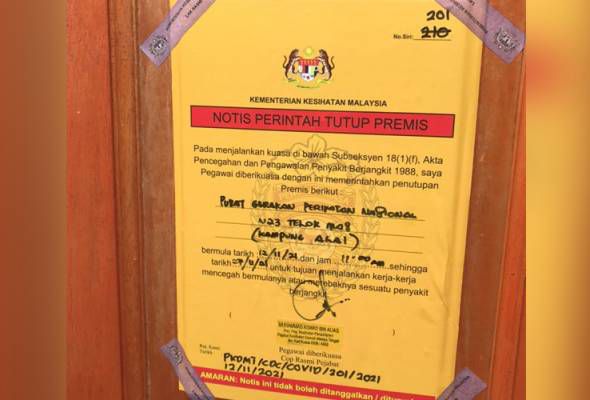 201
No.Siri: 210
KEMENTERIAN KESIHATAN MALAYSIA
NOTIS PERINTAH TUTUP PREMIS
Pada menjalankan kuasa di bawah Subseksyen 18(1)(f), Akta
Pencegahan dan Pengawalan Penyakit Berjangkit 1988, saya
Pegawai diberikuasa dengan ini memerintahkan penutupan
Premis berikut :
PUSAT GERAKAN PERIKATAN NASIONAL
N23 TELOK MAS
(KAMPUNG ALAI)
bermula tarikh 12/11/21 dan jam 11:00 AM sehingga
tarikh untuk tujuan menjalankan kerja-kerja
mencegah bermulanya atau merebaknya sesuatu penyakit
berjangkit
( )
Pegawai diberikuasa
Cop Rasmi Pejabat
Tarikh
PKDMT/CDC/COVID/201/2021
12/11/2021
AMARAN: Notis ini tidak boleh ditanggalkan /